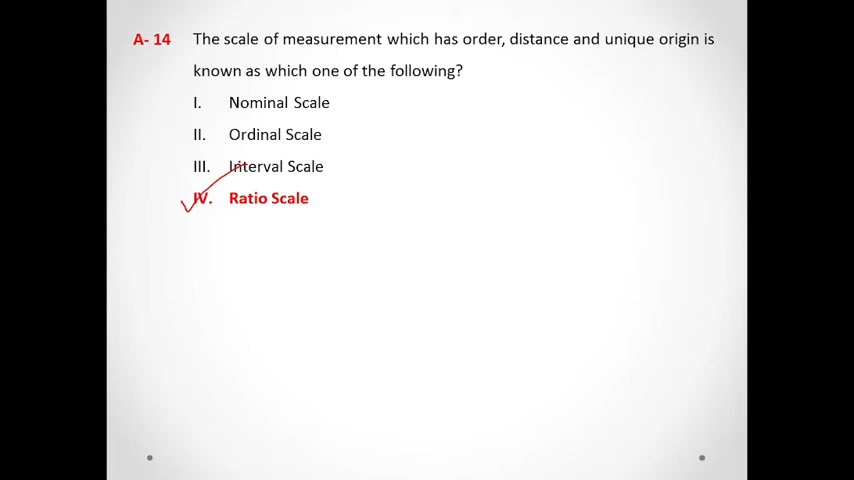 A- 14 The scale of measurement which has order, distance and unique origin is
known as which one of the following?
I. Nominal Scale
II. Ordinal Scale
III. Interval Scale
IV. Ratio Scale